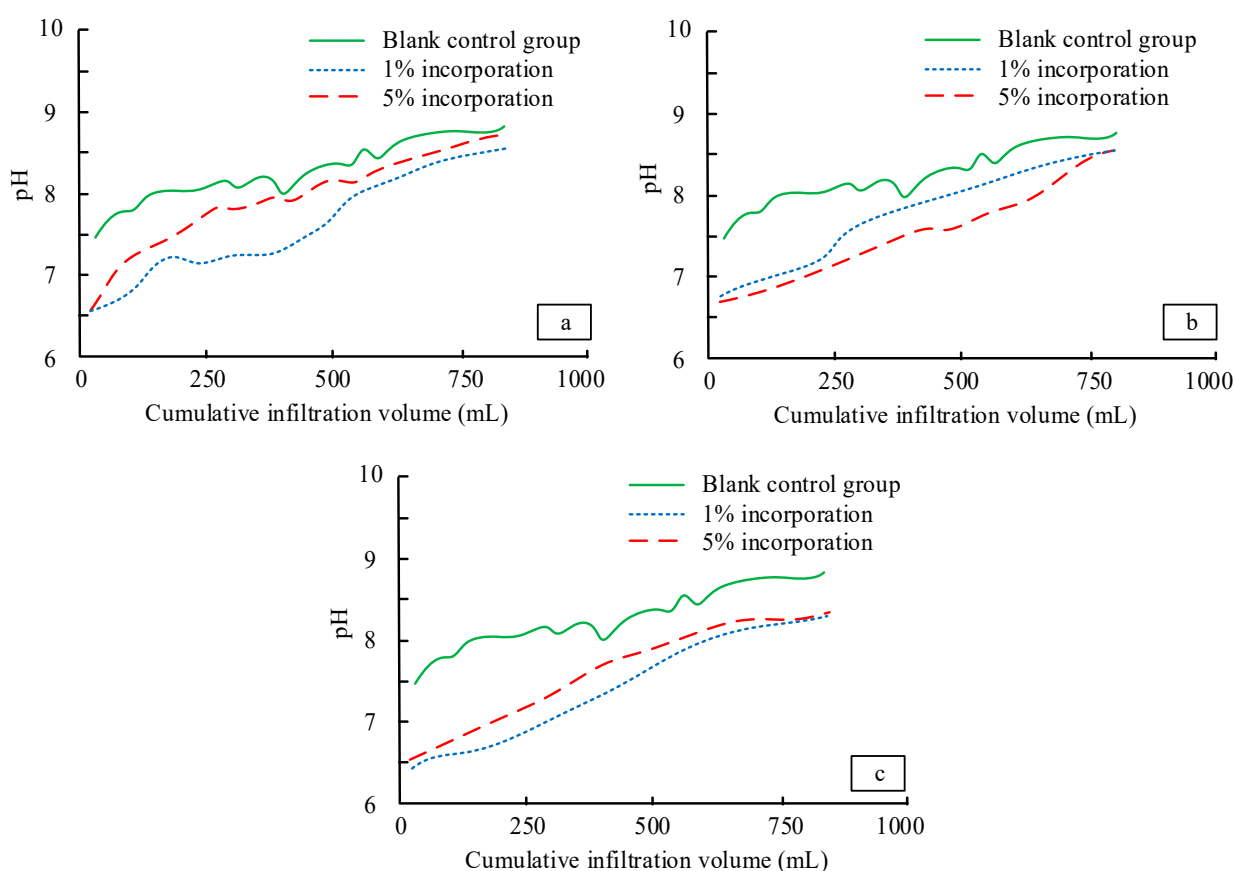 10
9
8
7
6
pH
Blank control group
1% incorporation
5% incorporation
a
0 250 500 750 1000
Cumulative infiltration volume (mL)
10
9
8
7
6
pH
Blank control group
1% incorporation
5% incorporation
b
0 250 500 750 1000
Cumulative infiltration volume (mL)
10
9
8
7
6
pH
Blank control group
1% incorporation
5% incorporation
c
0 250 500 750 1000
Cumulative infiltration volume (mL)